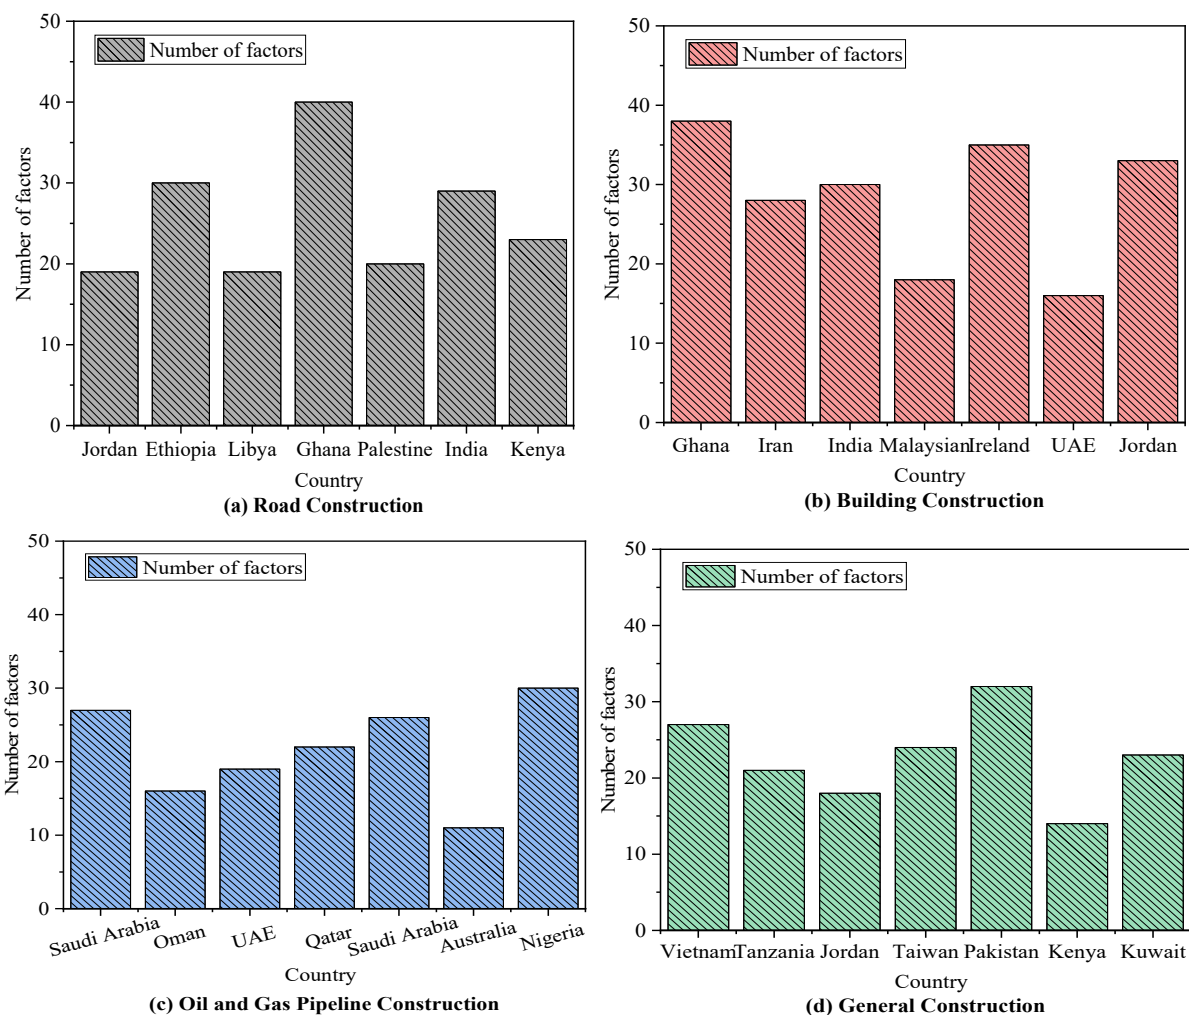 50
40
30
20
10
0
Number of factors
Number of factors
Jordan Ethiopia Libya Ghana Palestine India Kenya
Country
(a) Road Construction
50
40
30
20
10
0
Number of factors
Number of factors
Ghana Iran India Malaysian Ireland UAE Jordan
Country
(b) Building Construction
50
40
30
20
10
0
Number of factors
Number of factors
Saudi Arabia Oman UAE Qatar Saudi Arabia Australia Nigeria
Country
(c) Oil and Gas Pipeline Construction
50
40
30
20
10
0
Number of factors
Number of factors
Vietnam Tanzania Jordan Taiwan Pakistan Kenya Kuwait
Country
(d) General Construction